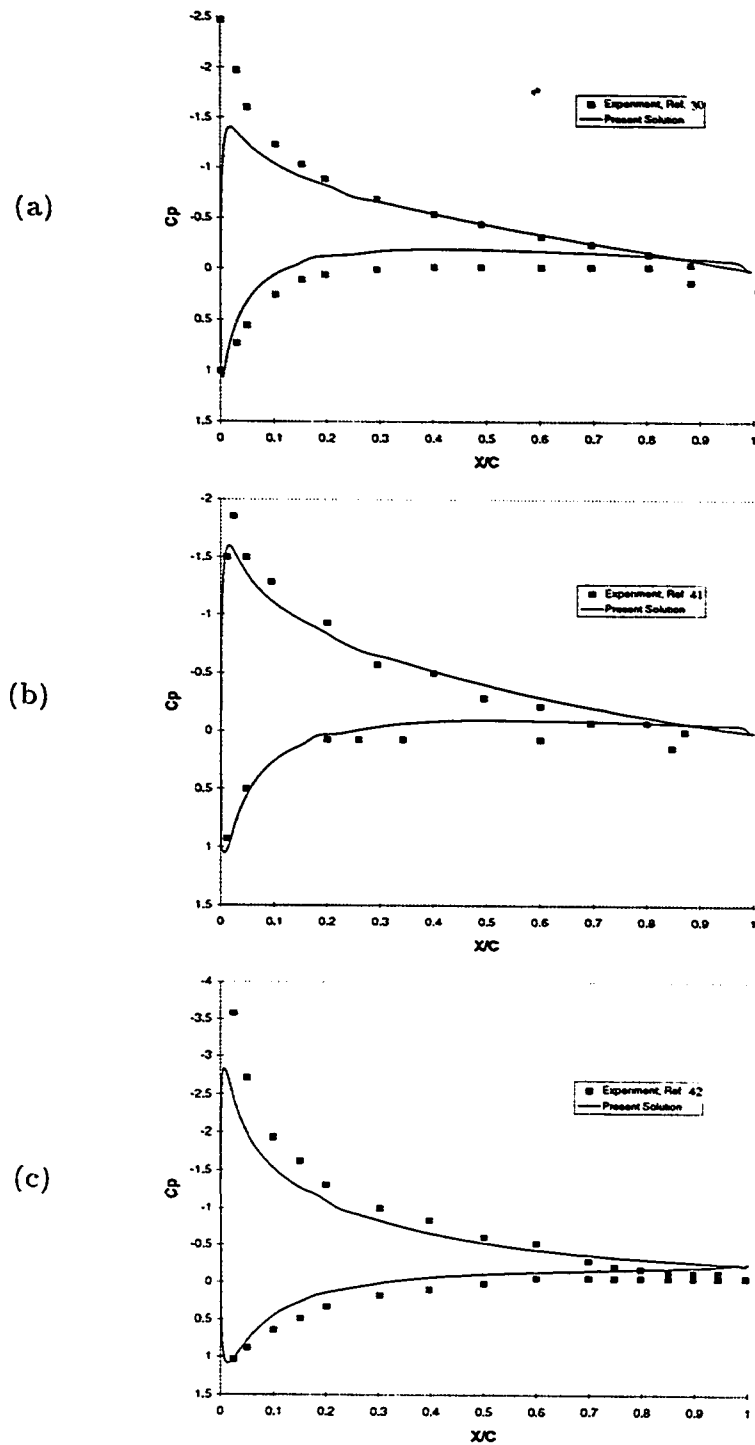 (a)
Cp
-2.5
-2
-1.5
-1
-0.5
0
0.5
1
1.5
Experiment, Ref. 30
Present Solution
0 0.1 0.2 0.3 0.4 0.5 0.6 0.7 0.8 0.9 1
X/C
(b)
Cp
-2
-1.5
-1
-0.5
0
0.5
1
1.5
Experiment, Ref 41
Present Solution
0 0.1 0.2 0.3 0.4 0.5 0.6 0.7 0.8 0.9 1
X/C
(c)
Cp
-4
-3.5
-3
-2.5
-2
-1.5
-1
-0.5
0
0.5
1
1.5
Experiment, Ref 42
Present Solution
0 0.1 0.2 0.3 0.4 0.5 0.6 0.7 0.8 0.9 1
X/C